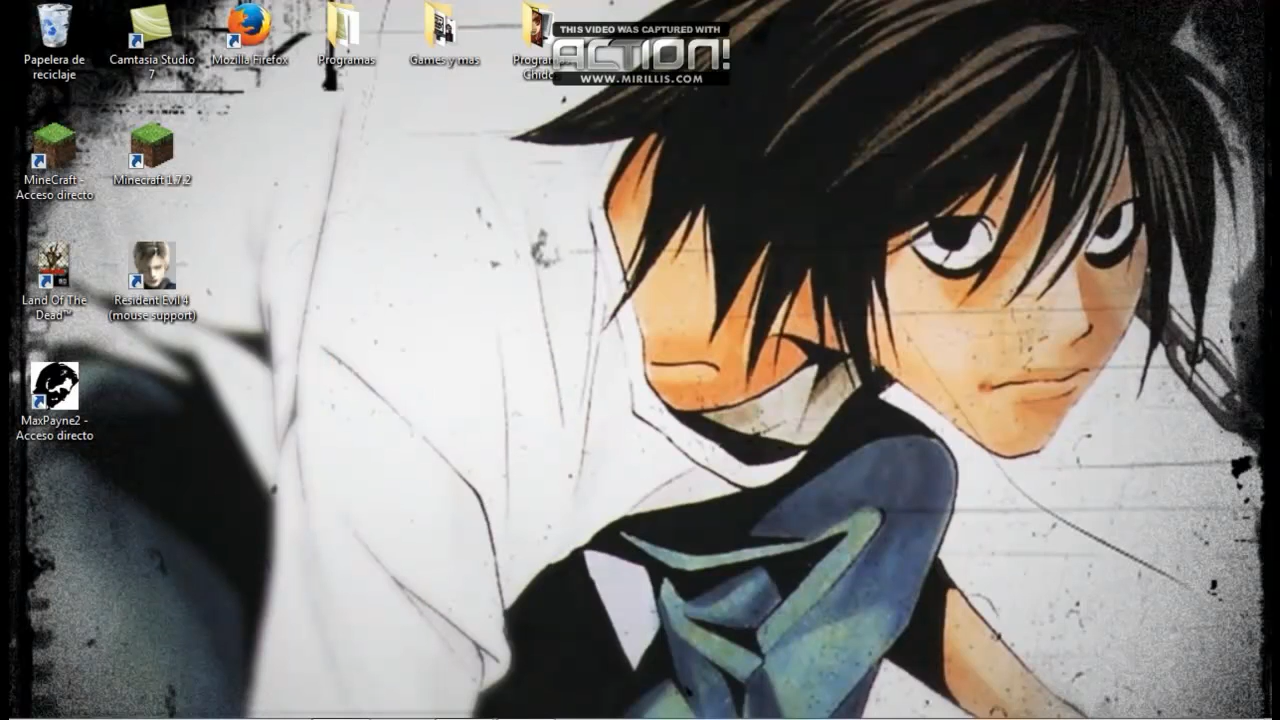 Papelera de
reciclaje
Camtasia Studio
7
Mozilla Firefox
Programas
Games y mas
Ghido
THIS VIDEO WAS CAPTURED WITH
ACTION!
WWW.MIRILLIS.COM
MineCraft -
Acceso directo
Minecraft 1.7.2
Land Of The
Dead™
Resident Evil 4
(mouse support)
MaxPayne2 -
Acceso directo